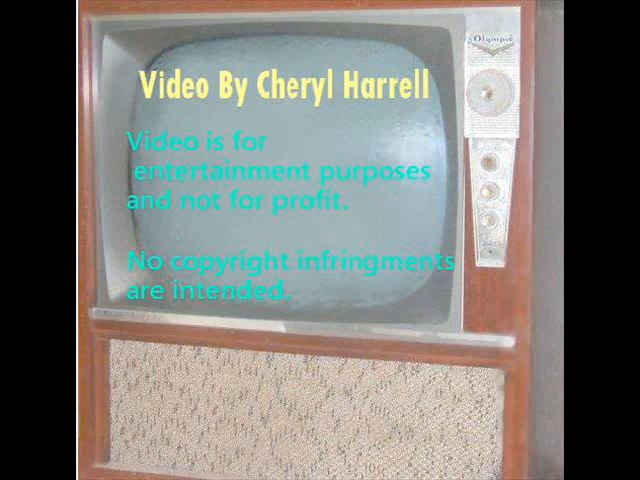 Olympic
Video By Cheryl Harrell
Video is for
entertainment purposes
and not for profit.
No copyright infringments
are intended.